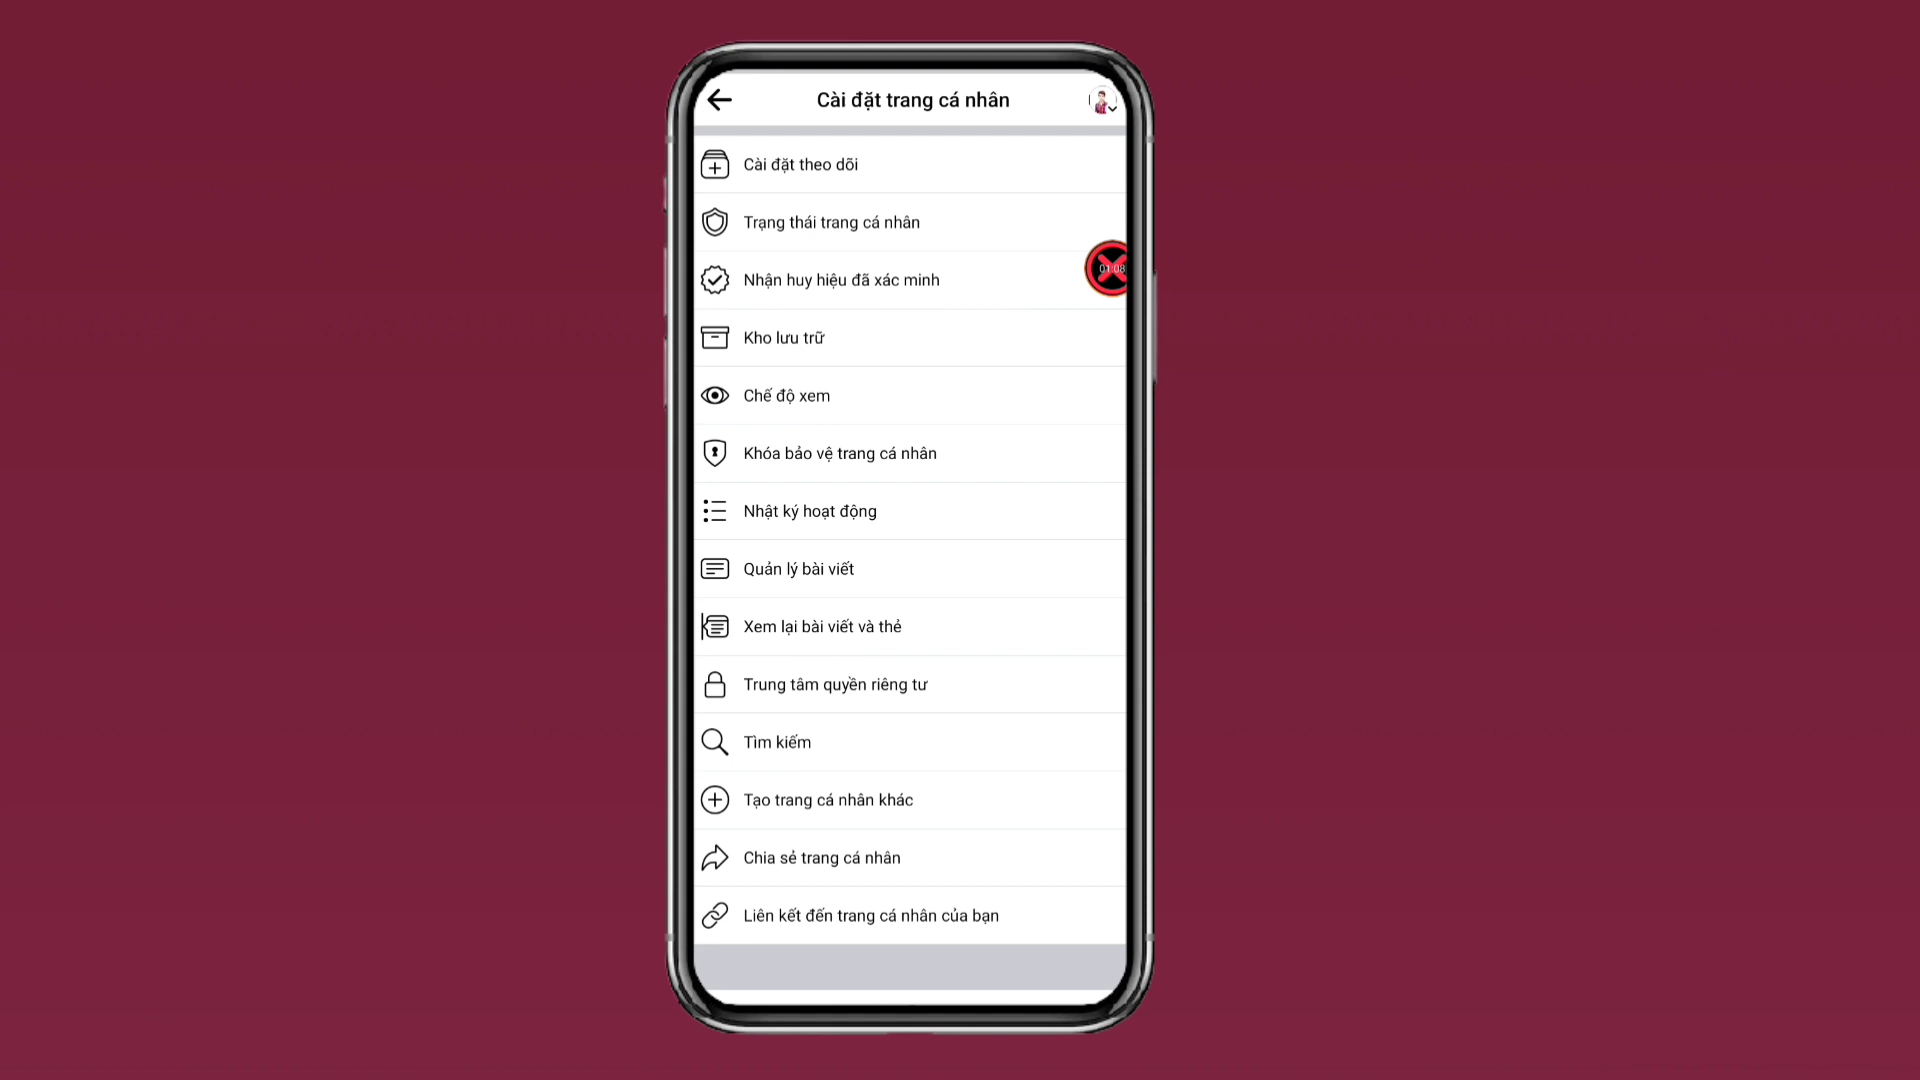 Cài đặt trang cá nhân
Cài đặt theo dõi
Trạng thái trang cá nhân
Nhận huy hiệu đã xác minh
01:08
Kho lưu trữ
Chế độ xem
Khóa bảo vệ trang cá nhân
Nhật ký hoạt động
Quản lý bài viết
Xem lại bài viết và thẻ
Trung tâm quyền riêng tư
Tìm kiếm
Tạo trang cá nhân khác
Chia sẻ trang cá nhân
Liên kết đến trang cá nhân của bạn